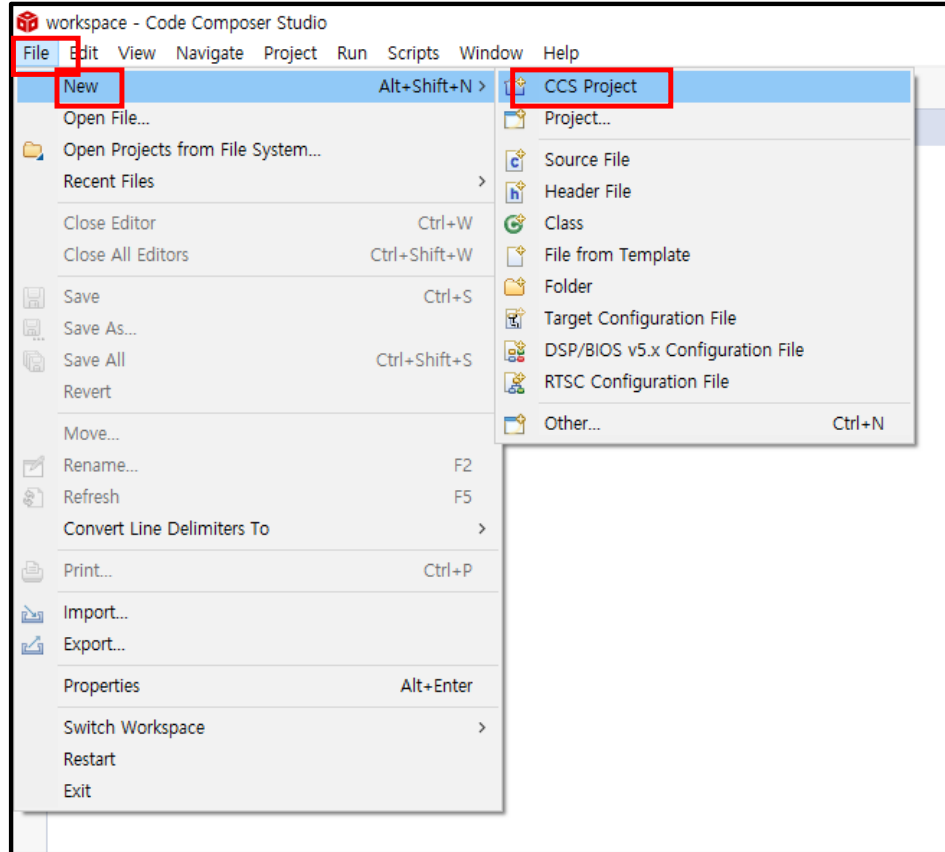 workspace - Code Composer Studio
File Edit View Navigate Project Run Scripts Window Help
New Alt+Shift+N >
Open File...
Open Projects from File System...
Recent Files >
Close Editor Ctrl+W
Close All Editors Ctrl+Shift+W
Save Ctrl+S
Save As...
Save All Ctrl+Shift+S
Revert
Move...
Rename... F2
Refresh F5
Convert Line Delimiters To >
Print... Ctrl+P
Import...
Export...
Properties Alt+Enter
Switch Workspace >
Restart
Exit
CCS Project
Project...
Source File
Header File
Class
File from Template
Folder
Target Configuration File
DSP/BIOS v5.x Configuration File
RTSC Configuration File
Other... Ctrl+N